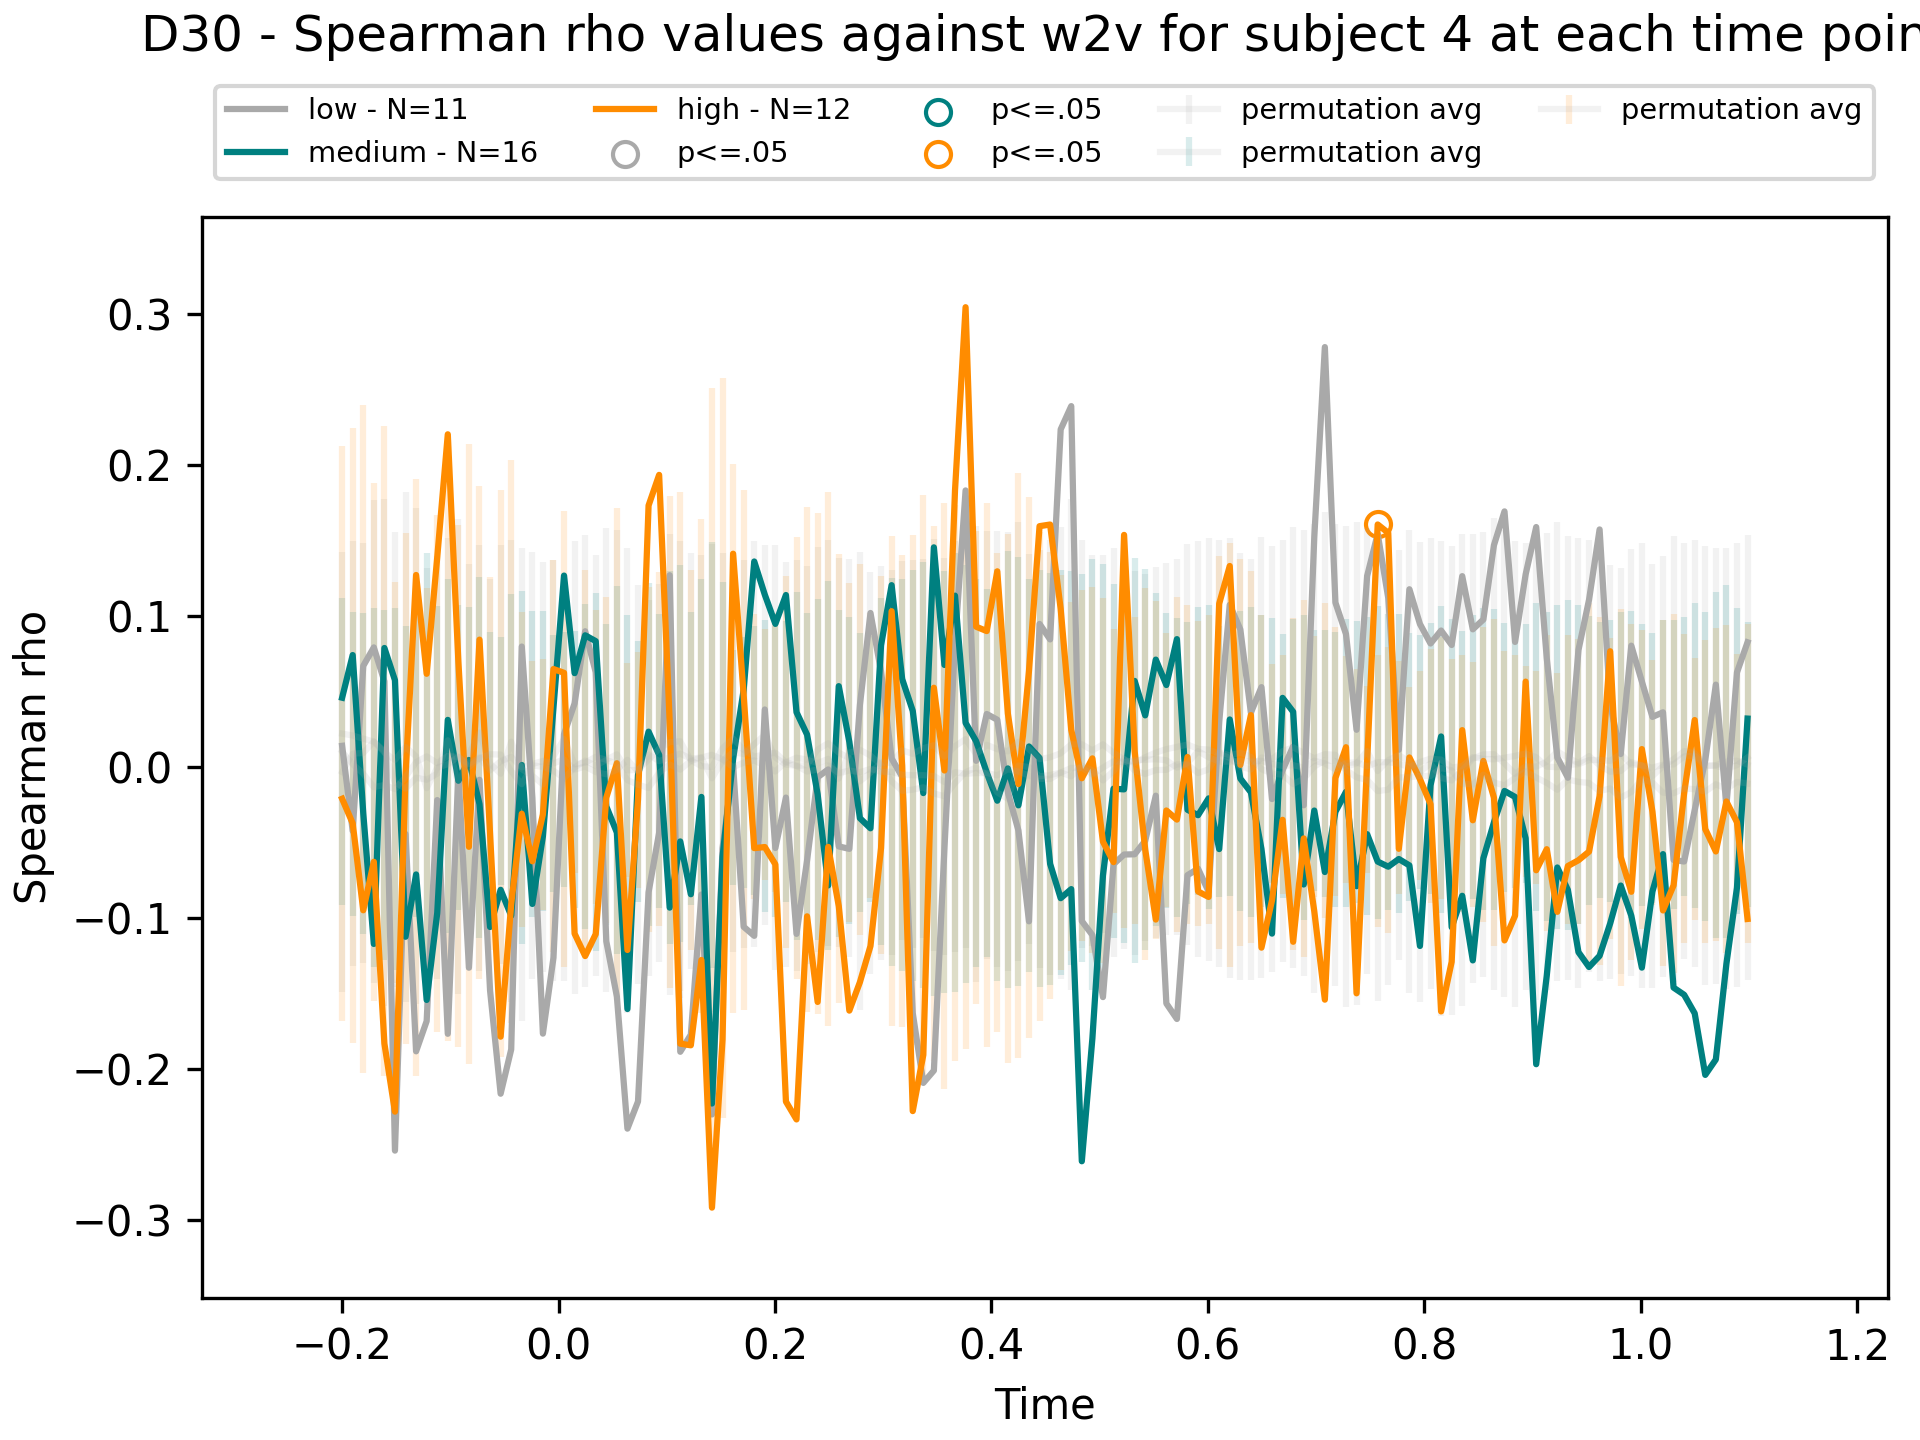 D30 - Spearman rho values against w2v for subject 4 at each time poin
low - N=11
medium - N=16
high - N=12
p<=.05
p<=.05
p<=.05
permutation avg
permutation avg
permutation avg
Spearman rho
0.3
0.2
0.1
0.0
−0.1
−0.2
−0.3
−0.2 0.0 0.2 0.4 0.6 0.8 1.0 1.2
Time